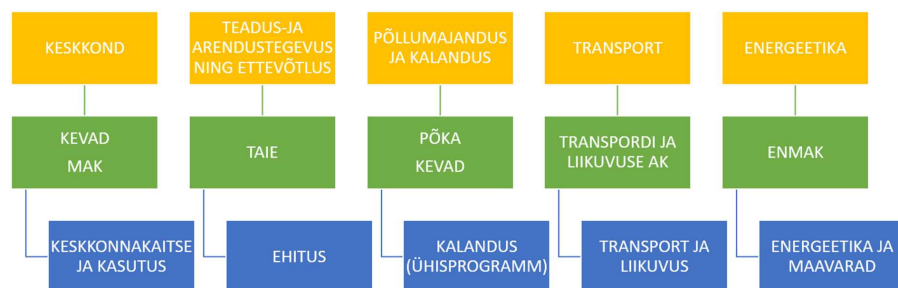 KESKKOND
TEADUS-JA
ARENDUSTEGEVUS
NING ETTEVÕTLUS
PÕLLUMAJANDUS
JA KALANDUS
TRANSPORT
ENERGEETIKA
KEVAD
MAK
TAIE
PÕKA
KEVAD
TRANSPORDI JA
LIIKUVUSE AK
ENMAK
KESKKONNAKAITSE
JA KASUTUS
EHITUS
KALANDUS
(ÜHISPROGRAMM)
TRANSPORT JA
LIIKUVUS
ENERGEETIKA JA
MAAVARAD